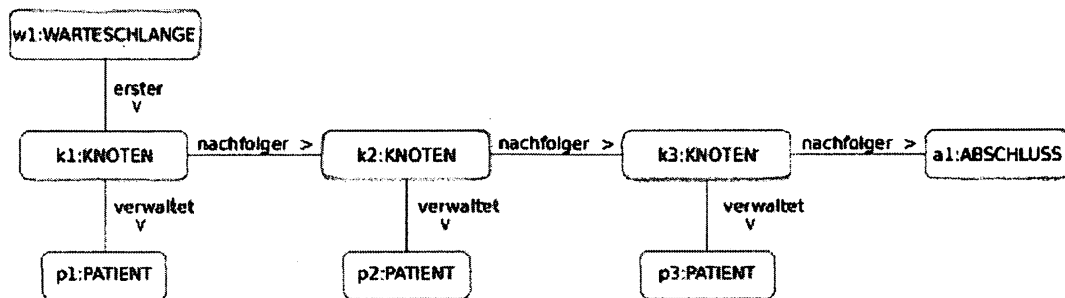 w1:WARTESCHLANGE
erster
v
k1:KNOTEN
nachfolger >
k2:KNOTEN
nachfolger >
k3:KNOTEN
nachfolger >
a1:ABSCHLUSS
verwaltet
v
verwaltet
v
verwaltet
v
p1:PATIENT
p2:PATIENT
p3:PATIENT